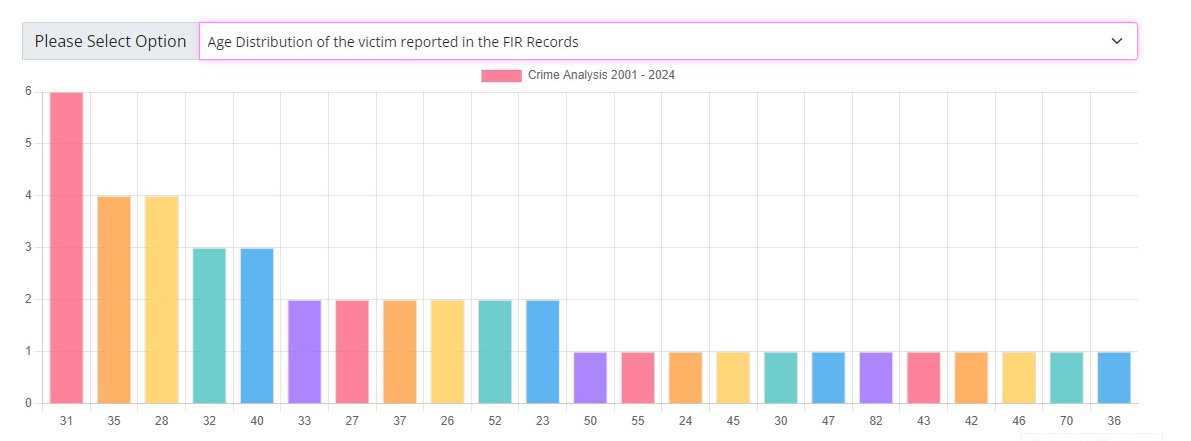 Please Select Option Age Distribution of the victim reported in the FIR Records
Crime Analysis 2001 - 2024
6
5
4
3
2
1
0
31 35 28 32 40 33 27 37 26 52 23 50 55 24 45 30 47 82 43 42 46 70 36